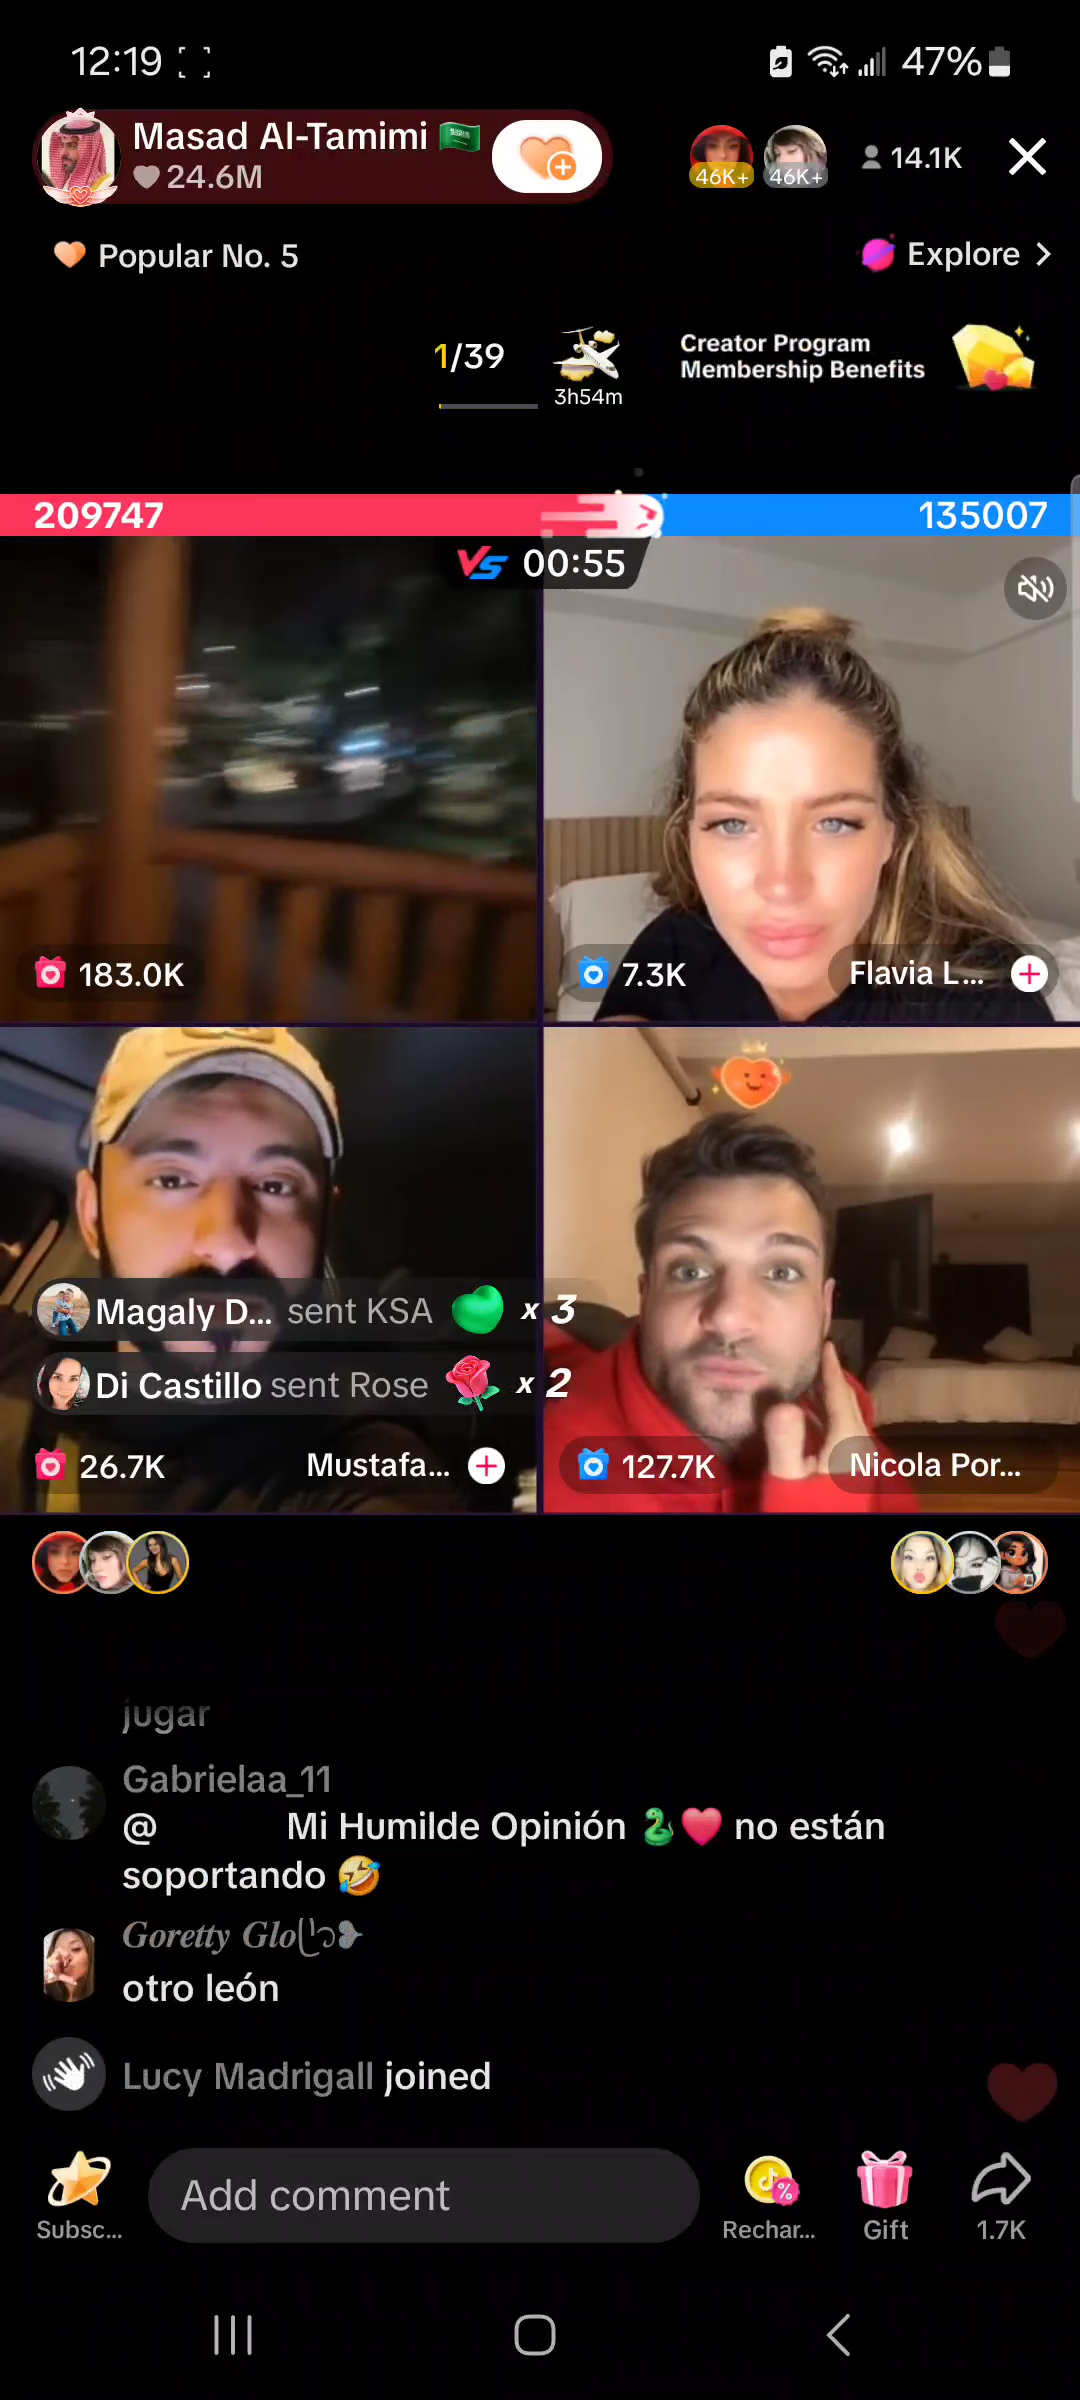 12:19
47%
Masad Al-Tamimi 🇸🇦
24.6M
46K+
46K+
14.1K
Popular No. 5
Explore
1/39
3h54m
Creator Program
Membership Benefits
209747
135007
VS 00:55
183.0K
7.3K
Flavia L...
Magaly D... sent KSA x 3
Di Castillo sent Rose x 2
26.7K
Mustafa...
127.7K
Nicola Por...
jugar
Gabrielaa_11
@ Mi Humilde Opinión 🐍❤️ no están
soportando 🤣
otro león
Lucy Madrigall joined
Subsc...
Add comment
Rechar...
Gift
1.7K